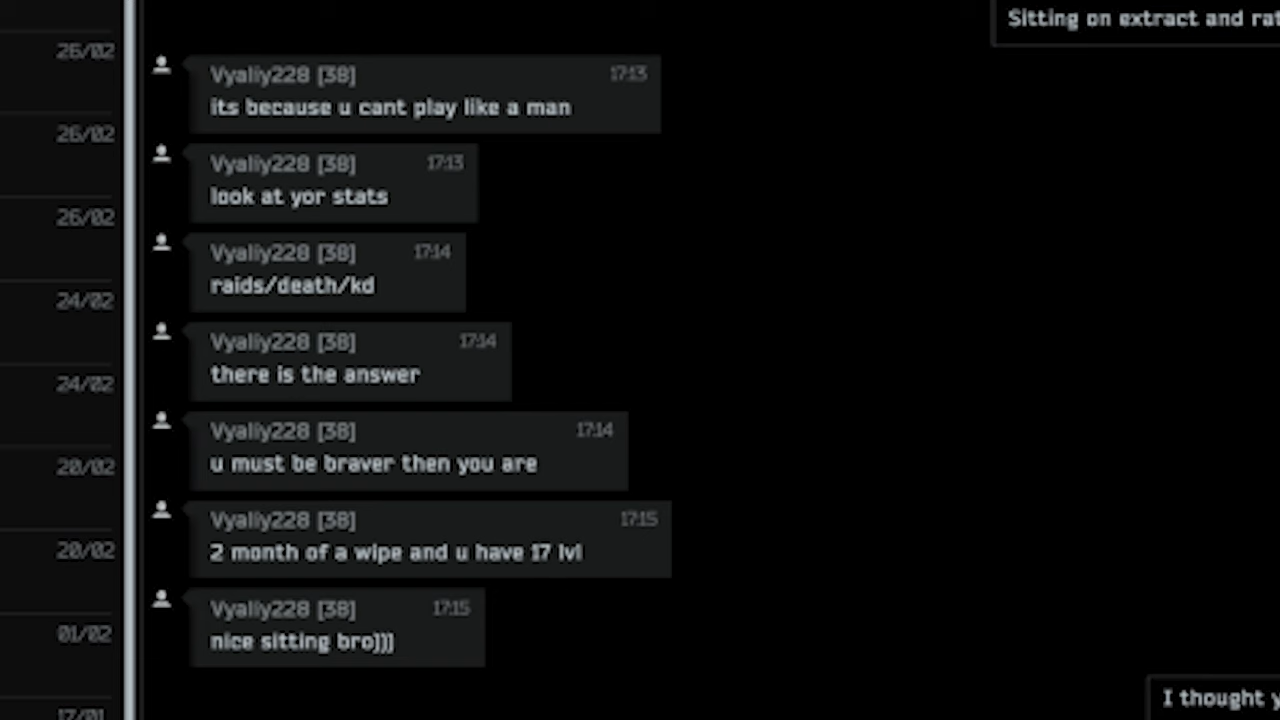 Sitting on extract and
26/02
Vyaliy228 [38] 17:13
its because u cant play like a man
26/02
Vyaliy228 [38] 17:13
look at yor stats
26/02
Vyaliy228 [38] 17:14
raids/death/kd
24/02
Vyaliy228 [38] 17:14
there is the answer
24/02
Vyaliy228 [38] 17:14
u must be braver then you are
20/02
Vyaliy228 [38] 17:15
2 month of a wipe and u have 17 lvl
20/02
Vyaliy228 [38] 17:15
nice sitting bro)))
01/02
I thought
17/01